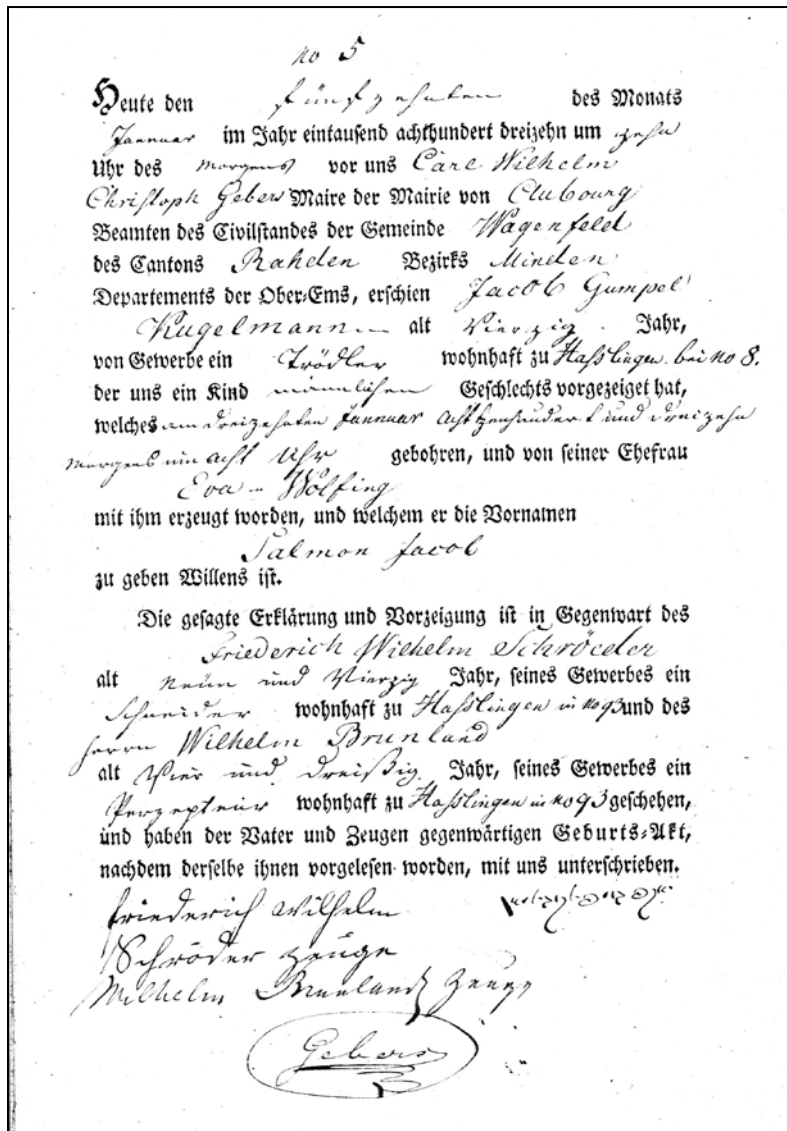 no 5
Heute den fünfzehnten des Monats
Januar im Jahr eintausend achthundert dreizehn um zehn
Uhr des Morgens vor uns Carl Wilhelm
Christoph Gebers Maire der Mairie von Aubourg
Beamten des Civilstandes der Gemeinde Wagenfeld
des Cantons Rahden Bezirks Minden
Departements der Ober-Ems, erschien Jacob Gumpel
Kugelmann alt Vierzig Jahr,
von Gewerbe ein Trödler wohnhaft zu Hasslingen bei no 8.
der uns ein Kind männlichen Geschlechts vorgezeiget hat,
welches am dreizehnten Januar achtzenhundert und dreizehn
morgens um acht Uhr gebohren, und von seiner Ehefrau
Eva Wolfing
mit ihm erzeugt worden, und welchem er die Vornamen
Salmon Jacob
zu geben Willens ist.
Die gesagte Erklärung und Vorzeigung ist in Gegenwart des
Friederich Wilhelm Schröeder
alt Neun und Vierzig Jahr, seines Gewerbes ein
Schneider wohnhaft zu Hasslingen in no 93 und des
Herrn Wilhelm Brunland
alt Vier und dreißig Jahr, seines Gewerbes ein
Perzepteur wohnhaft zu Hasslingen in no 93 geschehen,
und haben der Vater und Zeugen gegenwärtigen Geburts-Akt,
nachdem derselbe ihnen vorgelesen worden, mit uns unterschrieben.
Friederich Wilhelm
Schröder zeuge
Wilhelm Brunland Zeuge
Gebers